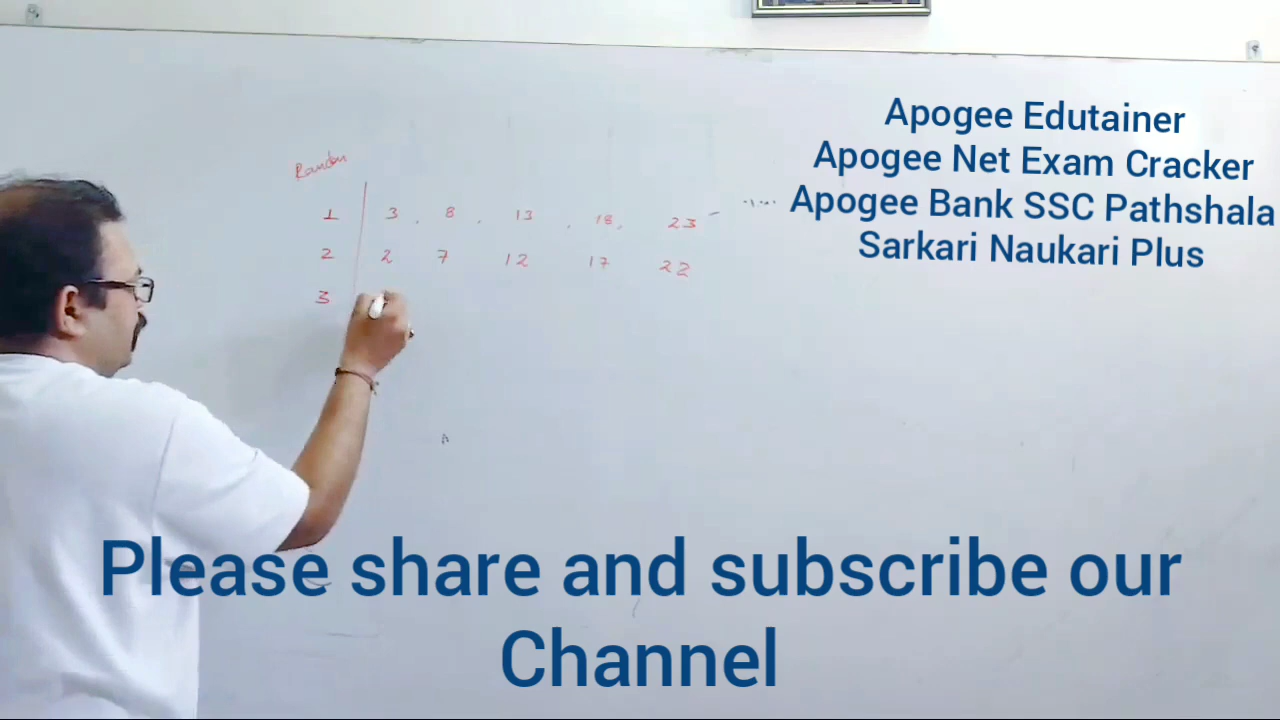 Apogee Edutainer
Apogee Net Exam Cracker
Apogee Bank SSC Pathshala
Sarkari Naukari Plus
Random
1 3 , 8 , 13 , 18, 23 - .....
2 2 7 12 17 22
3
Please share and subscribe our
Channel